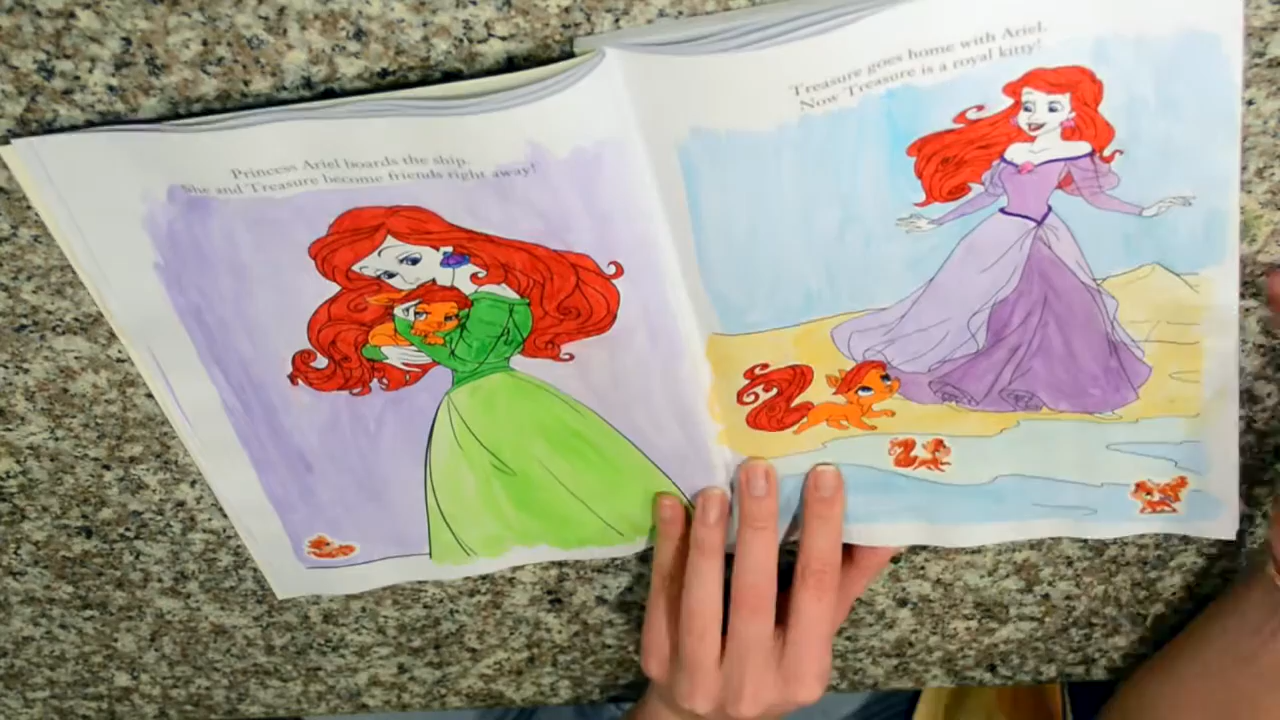 Princess Ariel boards the ship.
She and Treasure become friends right away!
Treasure goes home with Ariel.
Now Treasure is a royal kitty!